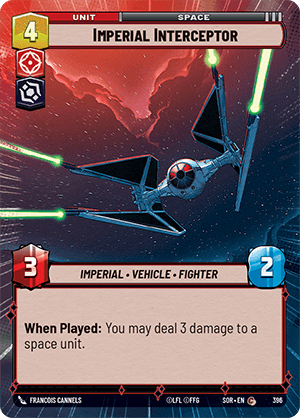 UNIT SPACE
4 IMPERIAL INTERCEPTOR
3 2
IMPERIAL • VEHICLE • FIGHTER
When Played: You may deal 3 damage to a
space unit.
FRANCOIS CANNELS ©LFL ©FFG SOR • EN C 396